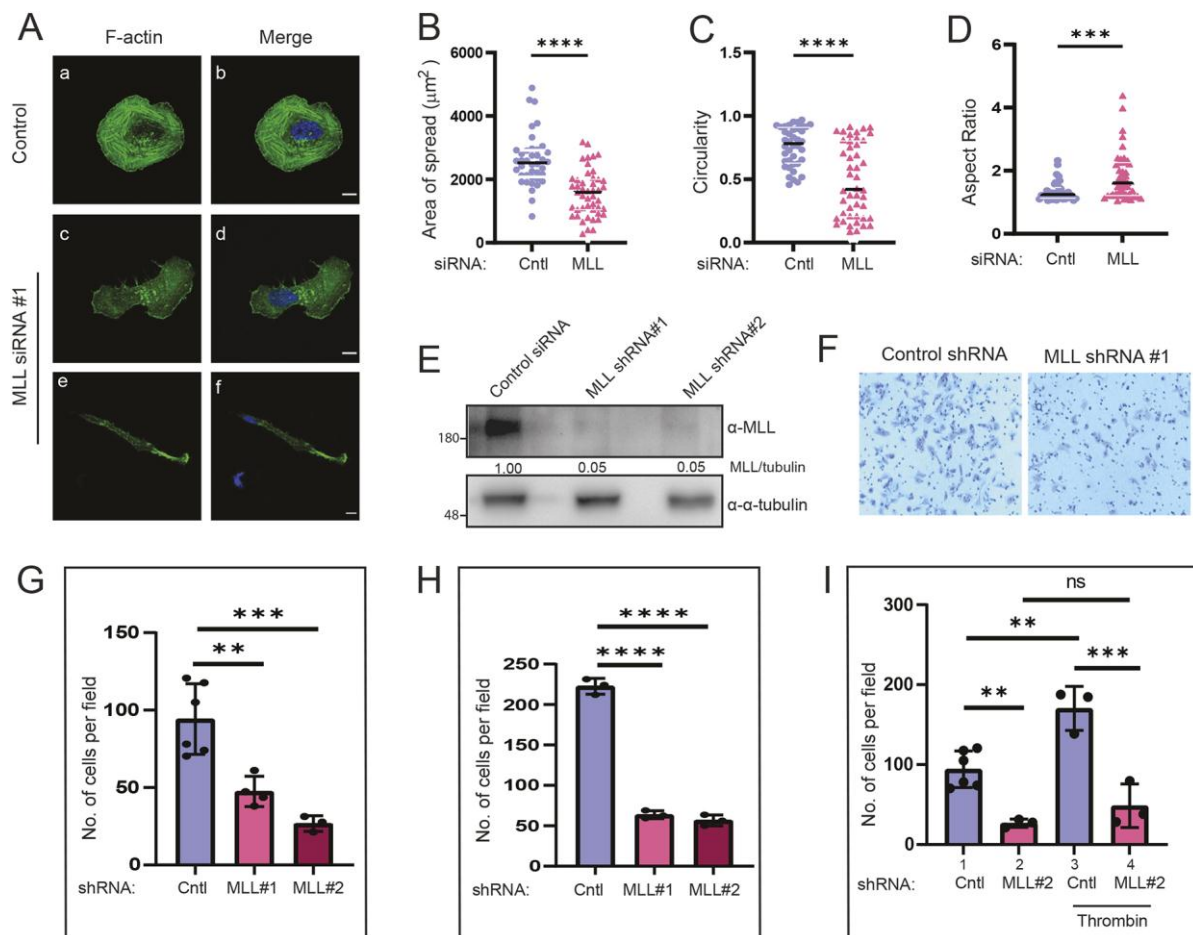 A
F-actin
Merge
Control
a
b
MLL siRNA #1
c
d
e
f
B
****
Area of spread (μm²)
6000
4000
2000
0
siRNA: Cntl MLL
C
****
Circularity
1.0
0.5
0.0
siRNA: Cntl MLL
D
***
Aspect Ratio
6
4
2
0
siRNA: Cntl MLL
E
Control siRNA
MLL shRNA#1
MLL shRNA#2
180
α-MLL
1.00 0.05 0.05 MLL/tubulin
48
α-α-tubulin
F
Control shRNA
MLL shRNA #1
G
***
**
No. of cells per field
150
100
50
0
shRNA: Cntl MLL#1 MLL#2
H
****
****
No. of cells per field
250
200
150
100
50
0
shRNA: Cntl MLL#1 MLL#2
I
ns
**
***
**
No. of cells per field
300
200
100
0
1 2 3 4
shRNA: Cntl MLL#2 Cntl MLL#2
Thrombin